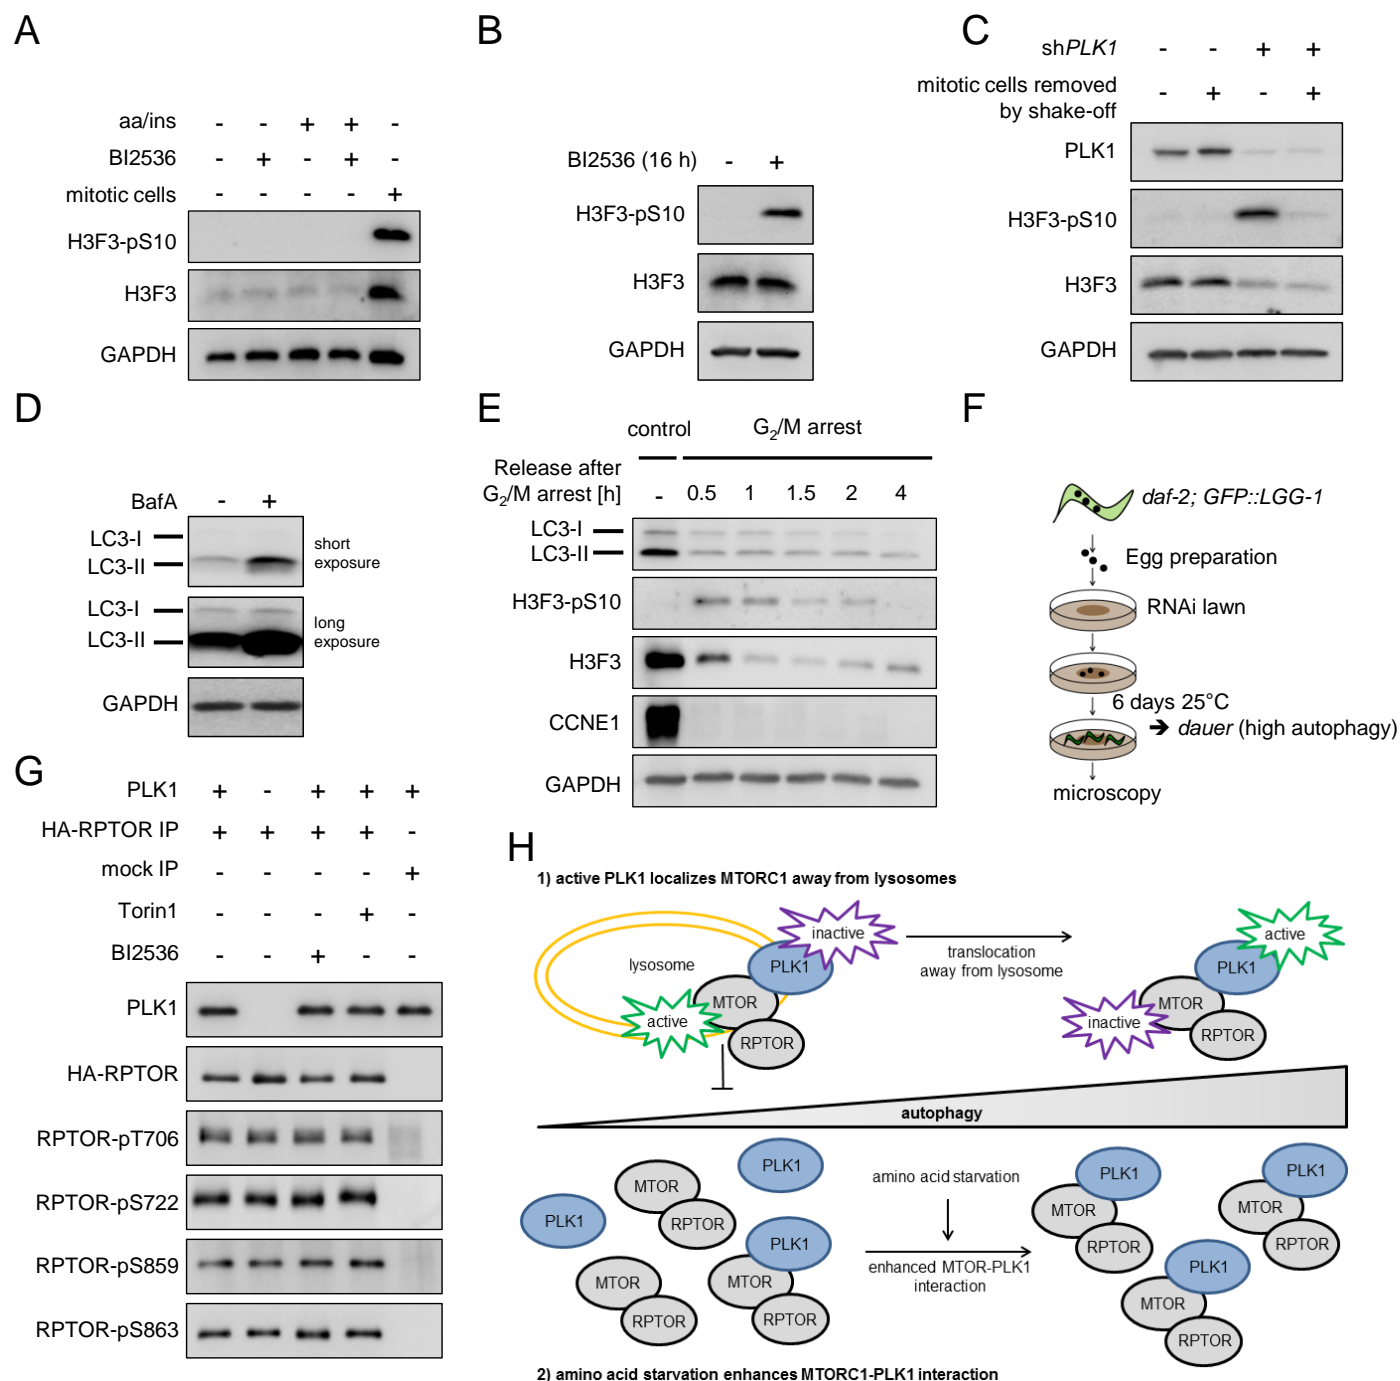 A
aa/ins - - + + -
BI2536 - + - + -
mitotic cells - - - - +
H3F3-pS10
H3F3
GAPDH
B
BI2536 (16 h) - +
H3F3-pS10
H3F3
GAPDH
C
shPLK1 - - + +
mitotic cells removed
by shake-off - + - +
PLK1
H3F3-pS10
H3F3
GAPDH
D
BafA - +
LC3-I
LC3-II
short
exposure
LC3-I
LC3-II
long
exposure
GAPDH
E
control G2/M arrest
Release after
G2/M arrest [h] - 0.5 1 1.5 2 4
LC3-I
LC3-II
H3F3-pS10
H3F3
CCNE1
GAPDH
F
daf-2; GFP::LGG-1
Egg preparation
RNAi lawn
6 days 25°C
➔ dauer (high autophagy)
microscopy
G
PLK1 + - + + +
HA-RPTOR IP + + + + -
mock IP - - - - +
Torin1 - - - + -
BI2536 - - + - -
PLK1
HA-RPTOR
RPTOR-pT706
RPTOR-pS722
RPTOR-pS859
RPTOR-pS863
H
1) active PLK1 localizes MTORC1 away from lysosomes
inactive
PLK1
lysosome
MTOR
active
RPTOR
translocation
away from lysosome
active
PLK1
MTOR
inactive
RPTOR
autophagy
PLK1
MTOR
RPTOR
PLK1
PLK1
MTOR
RPTOR
MTOR
RPTOR
amino acid starvation
enhanced MTOR-PLK1
interaction
PLK1
MTOR
RPTOR
PLK1
MTOR
RPTOR
PLK1
MTOR
RPTOR
2) amino acid starvation enhances MTORC1-PLK1 interaction